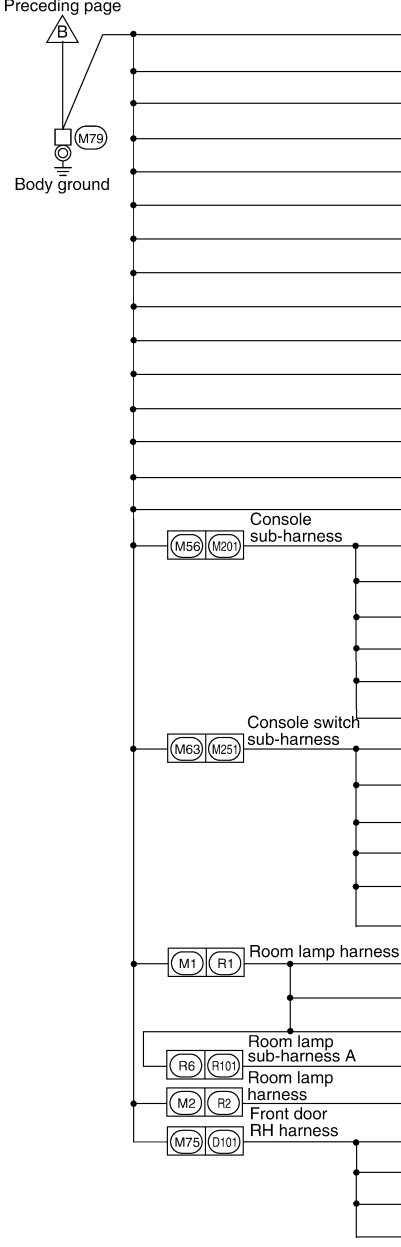 Preceding page
B
M79
Body ground
Console
sub-harness
M56 M201
Console switch
sub-harness
M63 M251
Room lamp harness
M1 R1
Room lamp
sub-harness A
R6 R101
Room lamp
harness
M2 R2
Front door
RH harness
M75 D101